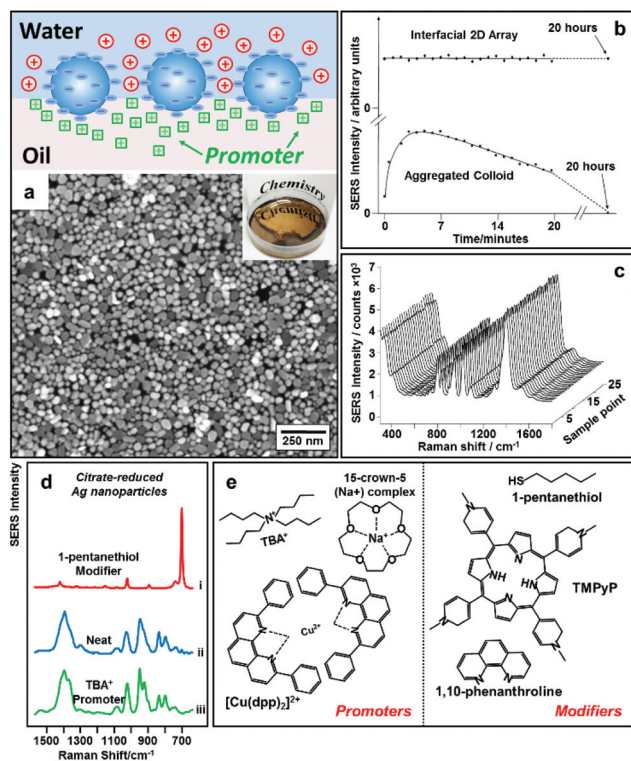 Water
Oil
Promoter
a
Chemistry
250 nm
b
Interfacial 2D Array
20 hours
0
Aggregated Colloid
20 hours
0
0
7
14
20
Time/minutes
SERS Intensity / arbitrary units
c
7
6
5
4
3
2
1
0
SERS Intensity / counts ×10³
400
800
1200
1600
Raman shift / cm⁻¹
5
15
25
Sample point
d
Citrate-reduced
Ag nanoparticles
SERS Intensity
1-pentanethiol
Modifier
i
Neat
ii
TBA⁺
Promoter
iii
1500
1300
1100
900
700
Raman Shift/cm⁻¹
e
15-crown-5
(Na+) complex
N⁺
TBA⁺
O
O
O
O
O
Na⁺
N
N
Cu²⁺
N
N
[Cu(dpp)₂]²⁺
Promoters
HS
1-pentanethiol
N
N
N
NH
HN
N
N
N
TMPyP
N
N
1,10-phenanthroline
Modifiers